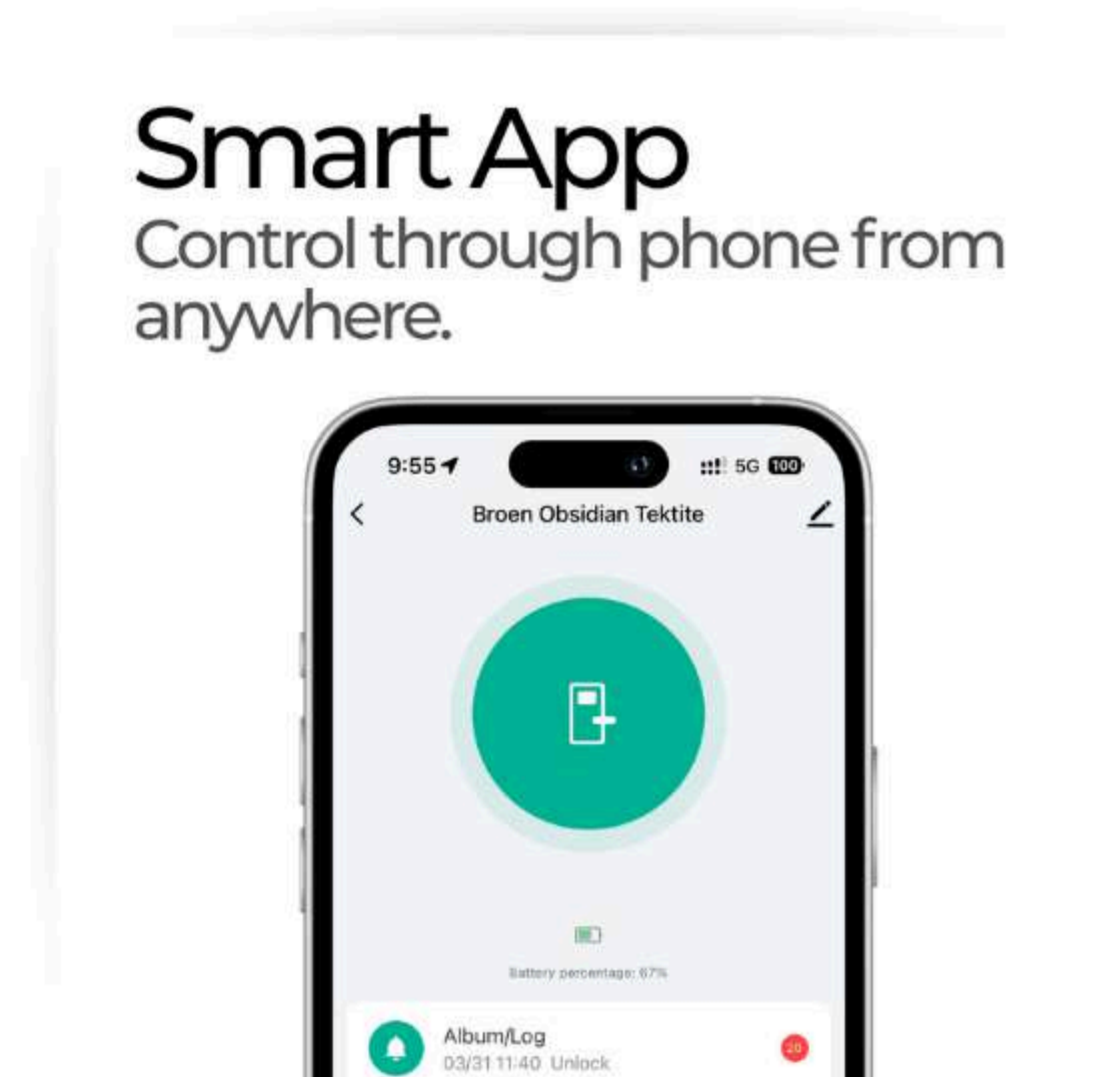 Smart App
Control through phone from
anywhere.
9:55 5G 100
Broen Obsidian Tektite
Battery percentage: 67%
Album/Log
20
03/31 11:40 Unlock